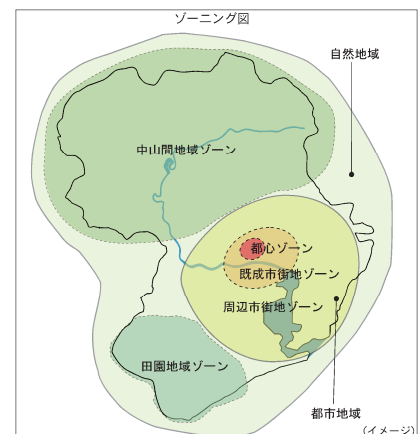 ゾーニング図
自然地域
中山間地域ゾーン
都心ゾーン
既成市街地ゾーン
周辺市街地ゾーン
田園地域ゾーン
都市地域
（イメージ）